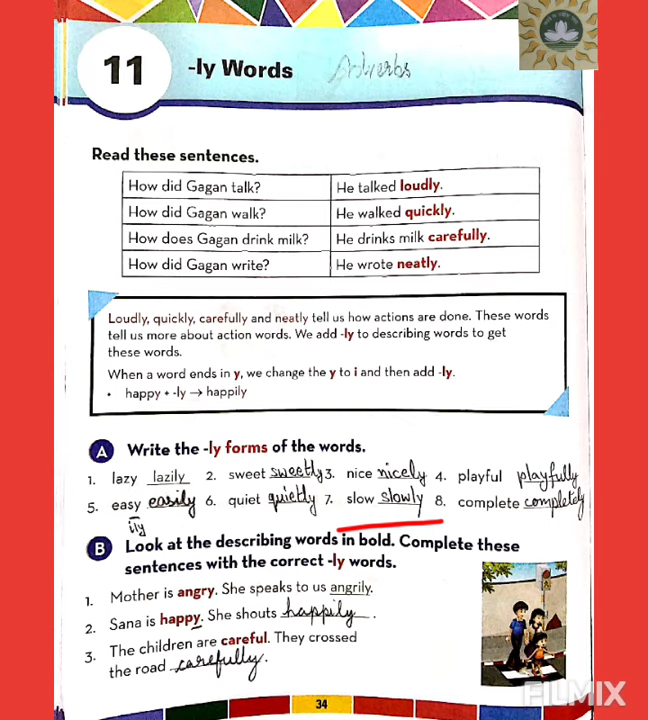 11 -ly Words Adverbs
Read these sentences.
How did Gagan talk? He talked loudly.
How did Gagan walk? He walked quickly.
How does Gagan drink milk? He drinks milk carefully.
How did Gagan write? He wrote neatly.
Loudly, quickly, carefully and neatly tell us how actions are done. These words
tell us more about action words. We add -ly to describing words to get
these words.
When a word ends in y, we change the y to i and then add -ly.
• happy + -ly → happily
A Write the -ly forms of the words.
1. lazy lazily 2. sweet sweetly 3. nice nicely 4. playful playfully
5. easy easily 6. quiet quietly 7. slow slowly 8. complete completely
ily
B Look at the describing words in bold. Complete these
sentences with the correct -ly words.
1. Mother is angry. She speaks to us angrily.
2. Sana is happy. She shouts happily.
3. The children are careful. They crossed
the road carefully.
34
FILMIX